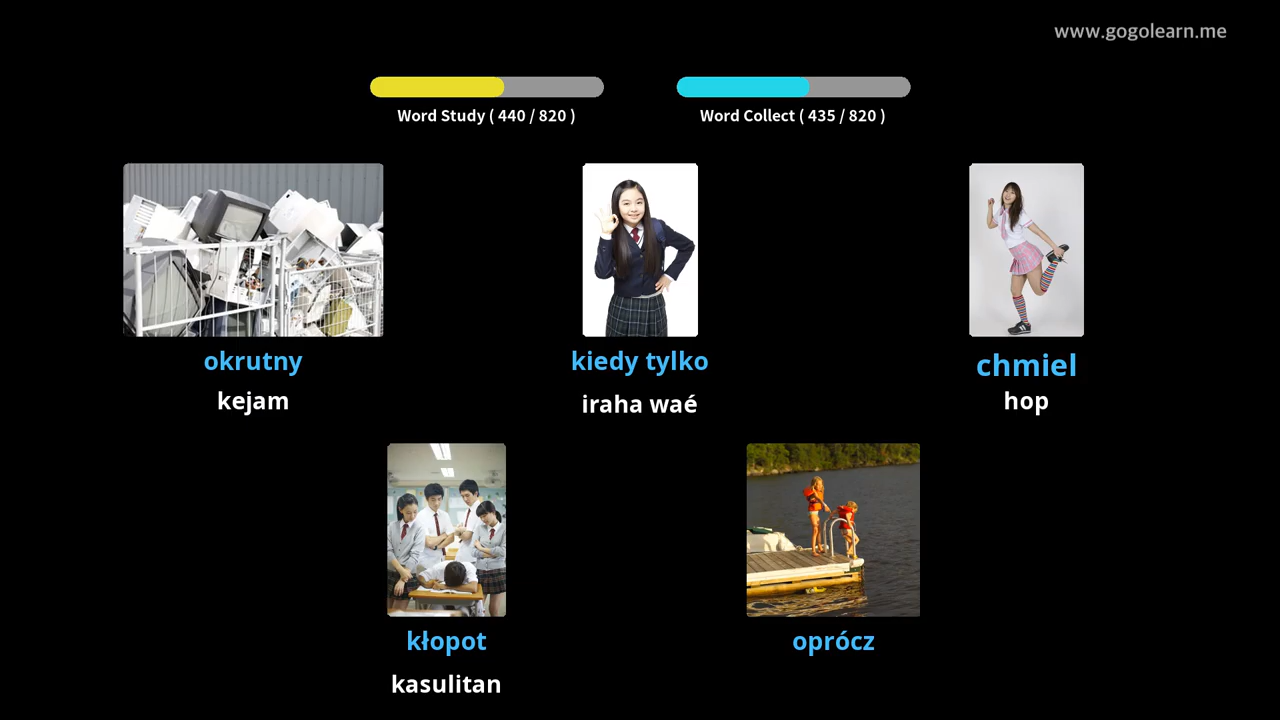 www.gogolearn.me
Word Study ( 440 / 820 )
Word Collect ( 435 / 820 )
okrutny
kejam
kiedy tylko
iraha waé
chmiel
hop
kłopot
kasulitan
oprócz